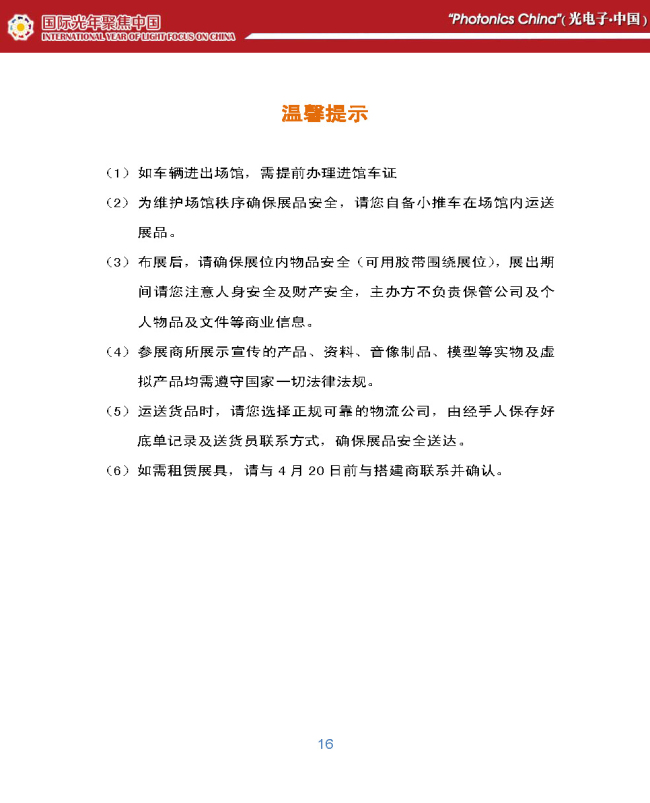 国际光年聚焦中国
INTERNATIONAL YEAR OF LIGHT FOCUS ON CHINA
"Photonics China"(光电子·中国)
温馨提示
（1）如车辆进出场馆，需提前办理进馆车证
（2）为维护场馆秩序确保展品安全，请您自备小推车在场馆内运送
展品。
（3）布展后，请确保展位内物品安全（可用胶带围绕展位），展出期
间请您注意人身安全及财产安全，主办方不负责保管公司及个
人物品及文件等商业信息。
（4）参展商所展示宣传的产品、资料、音像制品、模型等实物及虚
拟产品均需遵守国家一切法律法规。
（5）运送货品时，请您选择正规可靠的物流公司，由经手人保存好
底单记录及送货员联系方式，确保展品安全送达。
（6）如需租赁展具，请与 4 月 20 日前与搭建商联系并确认。
16